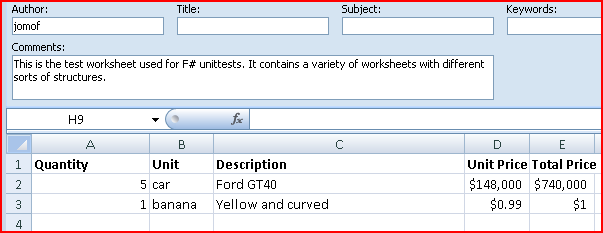 Author: Title: Subject: Keywords:
jomof
Comments:
This is the test worksheet used for F# unittests. It contains a variety of worksheets with different
sorts of structures.
H9 fx
A B C D E
1 Quantity Unit Description Unit Price Total Price
2 5 car Ford GT40 $148,000 $740,000
3 1 banana Yellow and curved $0.99 $1
4